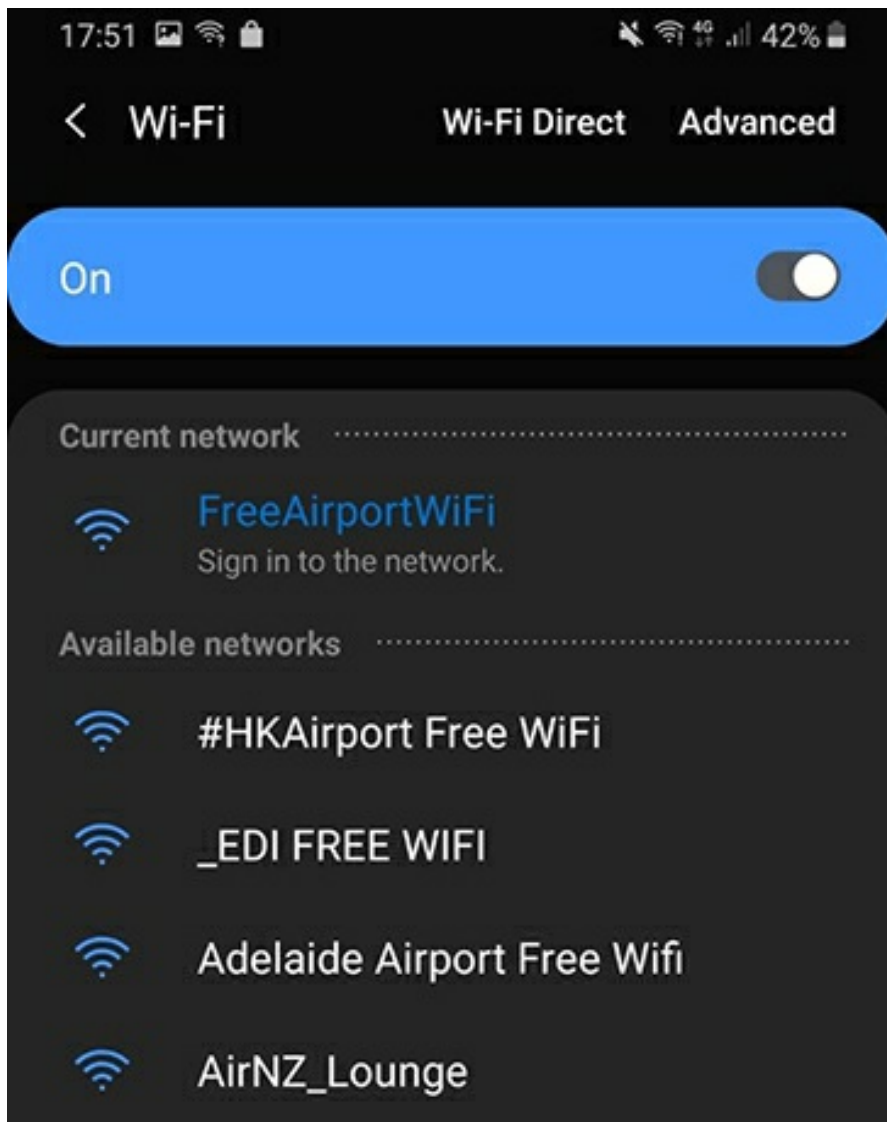 17:51 4G 42%
Wi-Fi Wi-Fi Direct Advanced
On
Current network
FreeAirportWiFi
Sign in to the network.
Available networks
#HKAirport Free WiFi
_EDI FREE WIFI
Adelaide Airport Free Wifi
AirNZ_Lounge